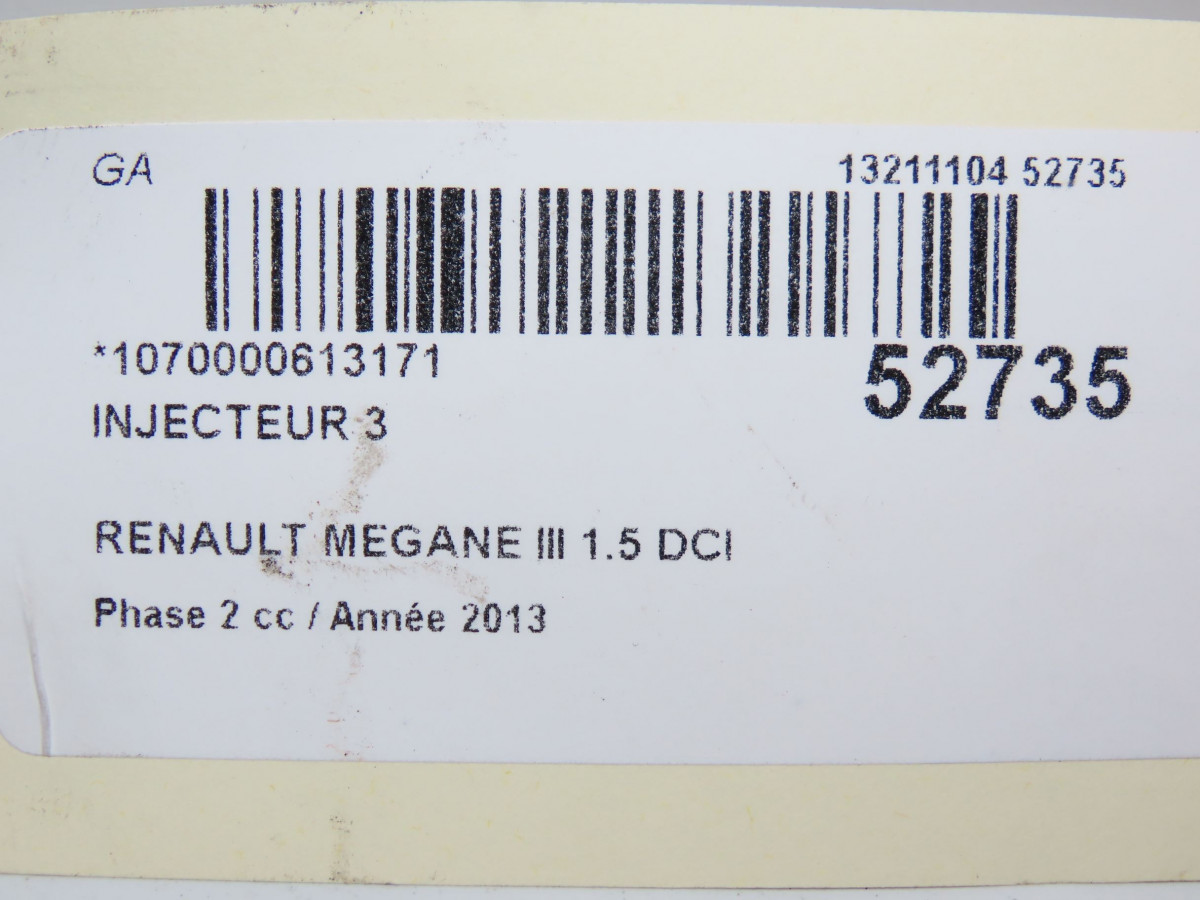 GA 13211104 52735
*1070000613171 52735
INJECTEUR 3
RENAULT MEGANE III 1.5 DCI
Phase 2 cc / Année 2013